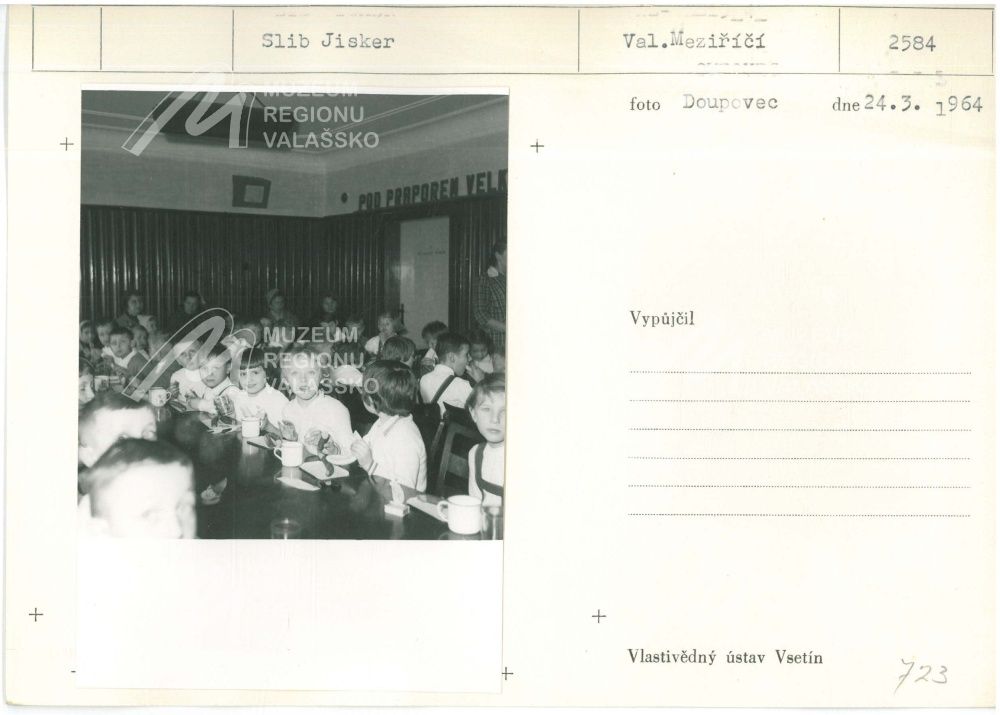 Slib Jisker
Val.Meziříčí
2584
foto Doupovec dne 24.3. 1964
MUZEUM
REGIONU
VALAŠSKO
POD PRAPOREM VELK
MUZEUM
REGIONU
VALAŠSKO
Vypůjčil
Vlastivědný ústav Vsetín
723